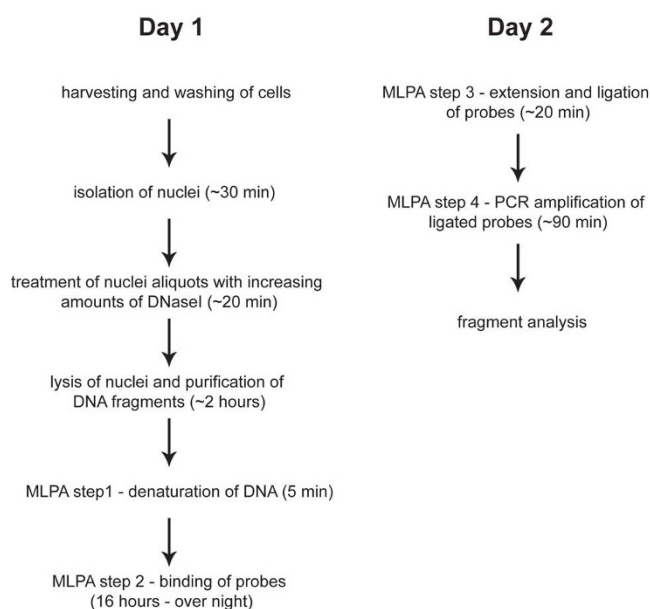 Day 1
harvesting and washing of cells
isolation of nuclei (~30 min)
treatment of nuclei aliquots with increasing
amounts of DNaseI (~20 min)
lysis of nuclei and purification of
DNA fragments (~2 hours)
MLPA step1 - denaturation of DNA (5 min)
MLPA step 2 - binding of probes
(16 hours - over night)
Day 2
MLPA step 3 - extension and ligation
of probes (~20 min)
MLPA step 4 - PCR amplification of
ligated probes (~90 min)
fragment analysis